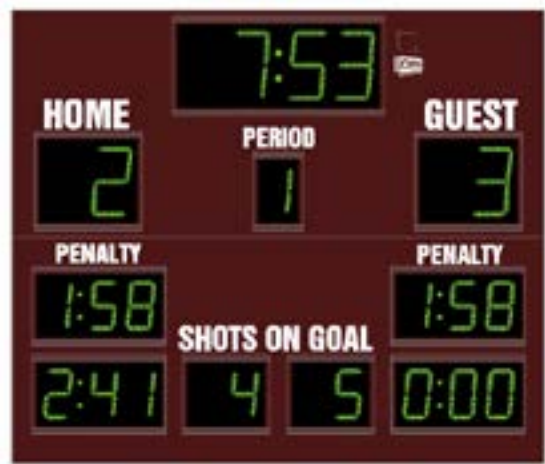 7:53
HOME GUEST
PERIOD
2 1 3
PENALTY PENALTY
1:58 1:58
SHOTS ON GOAL
2:41 4 5 0:00